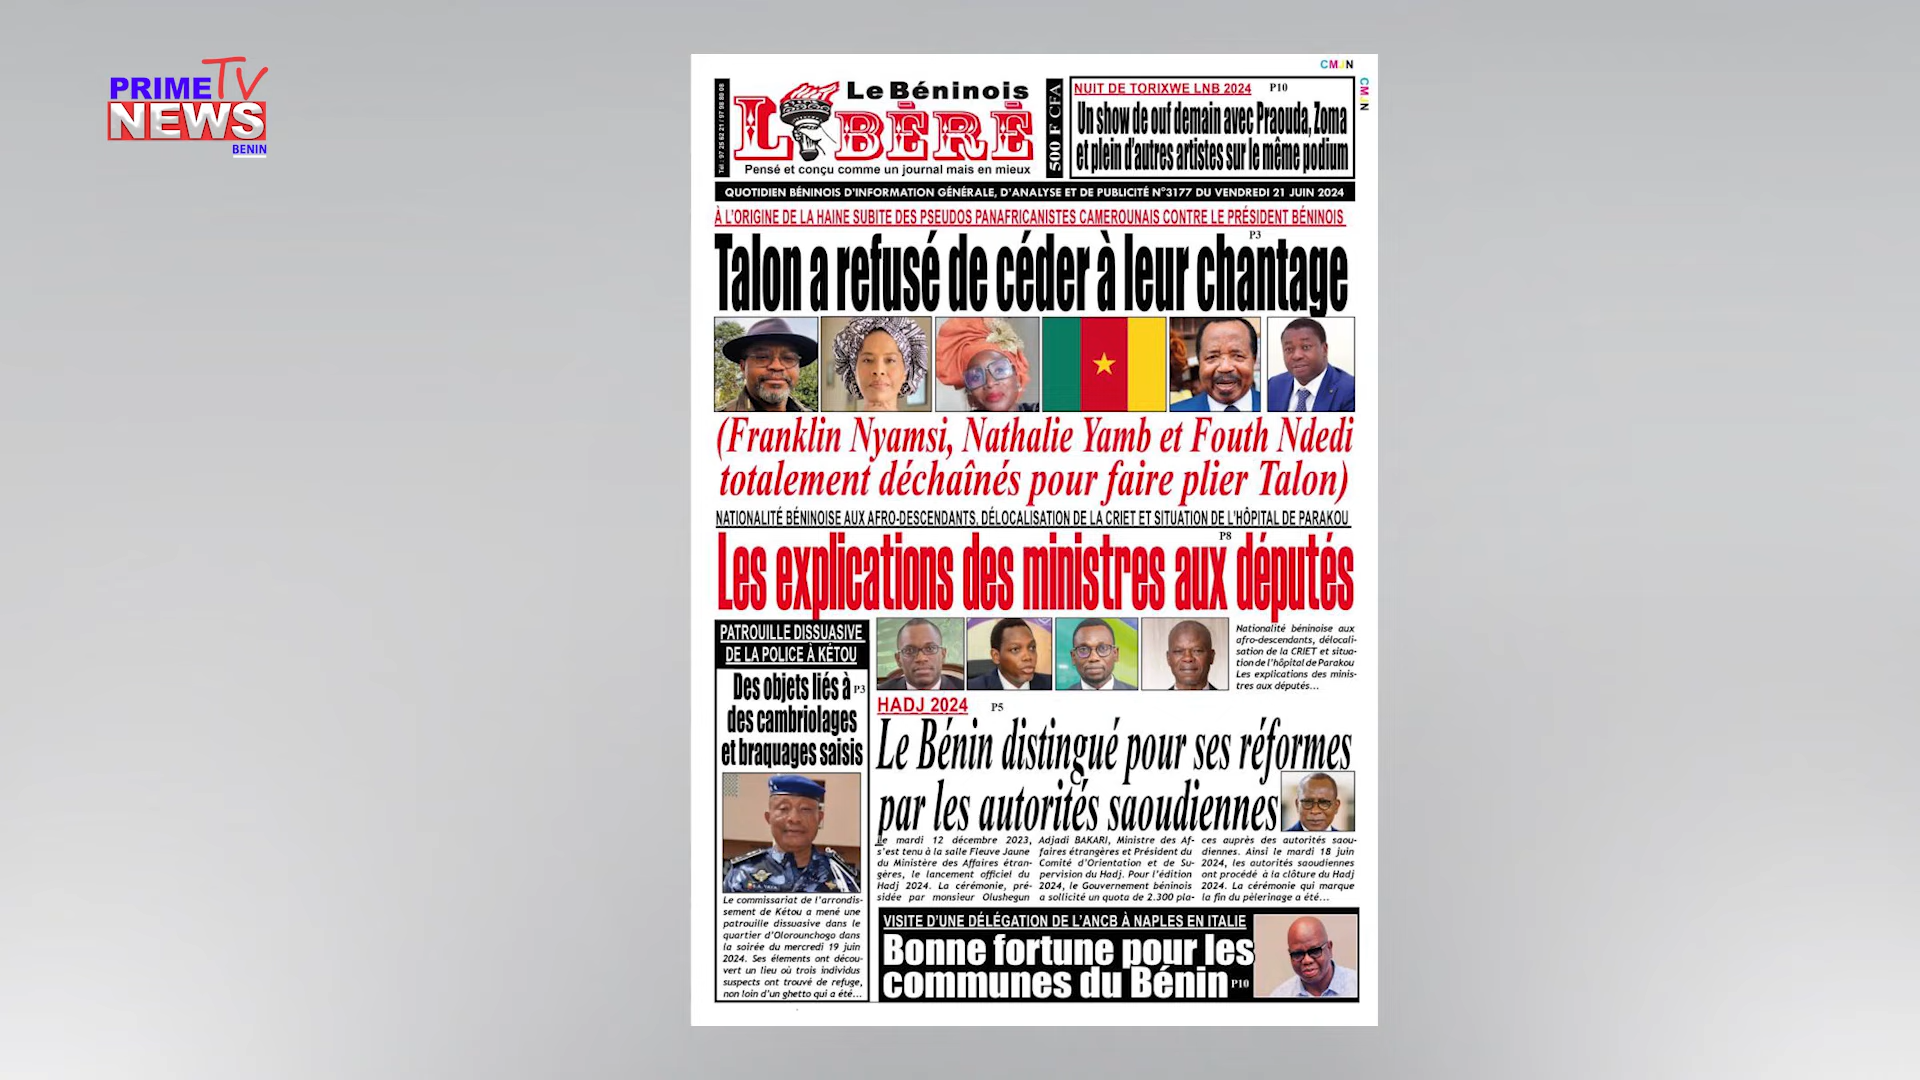 PRIME TV
NEWS
BENIN
CMJN
CMJN
Tél : 97 25 62 21 / 97 98 80 08
Le Béninois
LIBÉRÉ
Pensé et conçu comme un journal mais en mieux
500 F CFA
NUIT DE TORIXWE LNB 2024 P10
Un show de ouf demain avec Praouda, Zoma
et plein d'autres artistes sur le même podium
QUOTIDIEN BÉNINOIS D'INFORMATION GÉNÉRALE, D'ANALYSE ET DE PUBLICITÉ N°3177 DU VENDREDI 21 JUIN 2024
À L'ORIGINE DE LA HAINE SUBITE DES PSEUDOS PANAFRICANISTES CAMEROUNAIS CONTRE LE PRÉSIDENT BÉNINOIS
P3
Talon a refusé de céder à leur chantage
(Franklin Nyamsi, Nathalie Yamb et Fouth Ndedi
totalement déchaînés pour faire plier Talon)
NATIONALITÉ BÉNINOISE AUX AFRO-DESCENDANTS, DÉLOCALISATION DE LA CRIET ET SITUATION DE L'HÔPITAL DE PARAKOU
P8
Les explications des ministres aux députés
Nationalité béninoise aux
afro-descendants, délocali-
sation de la CRIET et situa-
tion de l'hôpital de Parakou
Les explications des minis-
tres aux députés...
PATROUILLE DISSUASIVE
DE LA POLICE À KÉTOU
Des objets liés à P3
des cambriolages
et braquages saisis
Le commissariat de l'arrondis-
sement de Kétou a mené une
patrouille dissuasive dans le
quartier d'Olorounchogo dans
la soirée du mercredi 19 juin
2024. Ses élements ont décou-
vert un lieu où trois individus
suspects ont trouvé de refuge,
non loin d'un ghetto qui a été...
HADJ 2024 P5
Le Bénin distingué pour ses réformes
par les autorités saoudiennes
Le mardi 12 décembre 2023,
s'est tenu à la salle Fleuve Jaune
du Ministère des Affaires étran-
gères, le lancement officiel du
Hadj 2024. La cérémonie, pré-
sidée par monsieur Olushegun
Adjadi BAKARI, Ministre des Af-
faires étrangères et Président du
Comité d'Orientation et de Su-
pervision du Hadj. Pour l'édition
2024, le Gouvernement béninois
a sollicité un quota de 2.300 pla-
ces auprès des autorités saou-
diennes. Ainsi le mardi 18 juin
2024, les autorités saoudiennes
ont procédé à la clôture du Hadj
2024. La cérémonie qui marque
la fin du pèlerinage a été...
VISITE D'UNE DÉLÉGATION DE L'ANCB À NAPLES EN ITALIE
Bonne fortune pour les
communes du Bénin P10